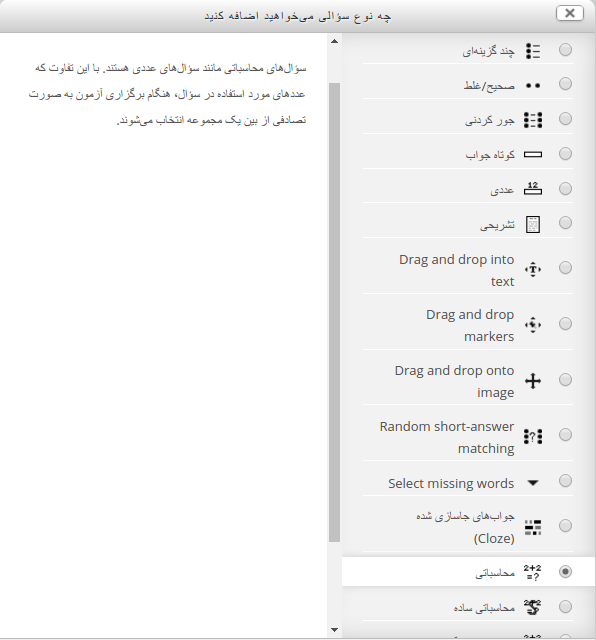 چه نوع سؤالی می‌خواهید اضافه کنید
چند گزینه‌ای
صحیح/غلط
جور کردنی
کوتاه جواب
عددی
تشریحی
Drag and drop into
text
Drag and drop
markers
Drag and drop onto
image
Random short-answer
matching
Select missing words
جواب‌های جاسازی شده
(Cloze)
محاسباتی
محاسباتی ساده
سؤال‌های محاسباتی مانند سؤال‌های عددی هستند. با این تفاوت که
عددهای مورد استفاده در سؤال، هنگام برگزاری آزمون به صورت
تصادفی از بین یک مجموعه انتخاب می‌شوند.